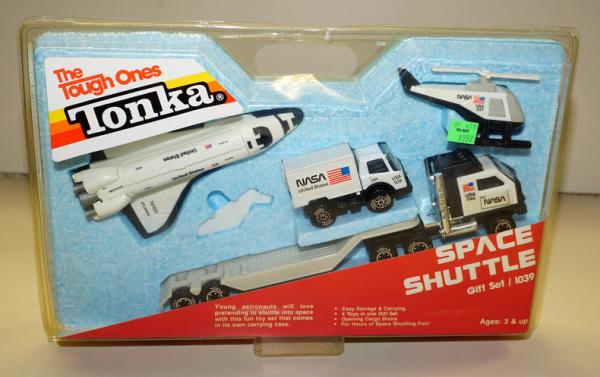 The
Tough Ones
Tonka®
United States
United States
NASA
United States
USA
1039
NASA
USA
NASA
SPACE
SHUTTLE
Gift Set / 1039
Ages: 3 & up
Young astronauts will love
pretending to shuttle into space
with this fun toy set that comes
in its own carrying case.
• Easy Storage & Carrying
• 4 Toys in one Gift Set
• Opening Cargo Doors
• For Hours of Space Shuttling Fun!